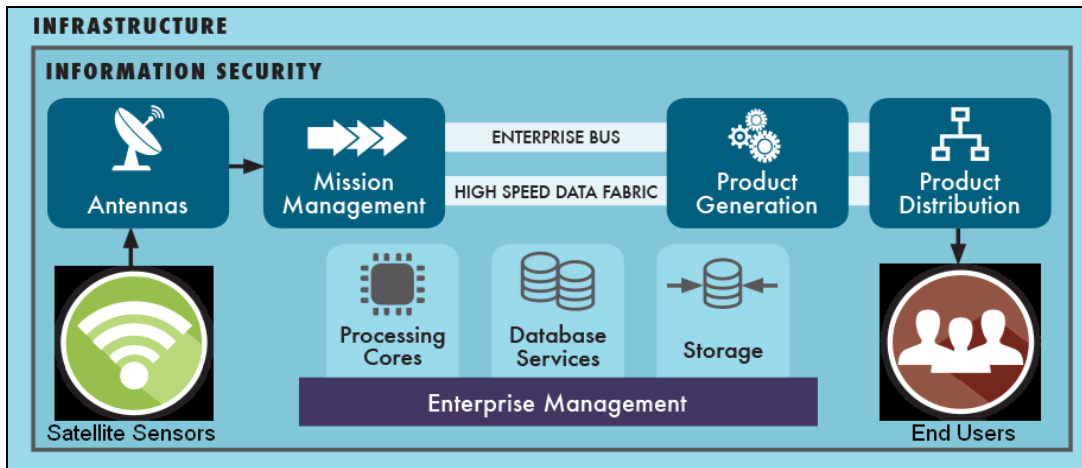 INFRASTRUCTURE
INFORMATION SECURITY
Antennas
Mission
Management
ENTERPRISE BUS
HIGH SPEED DATA FABRIC
Product
Generation
Product
Distribution
Processing
Cores
Database
Services
Storage
Enterprise Management
Satellite Sensors
End Users